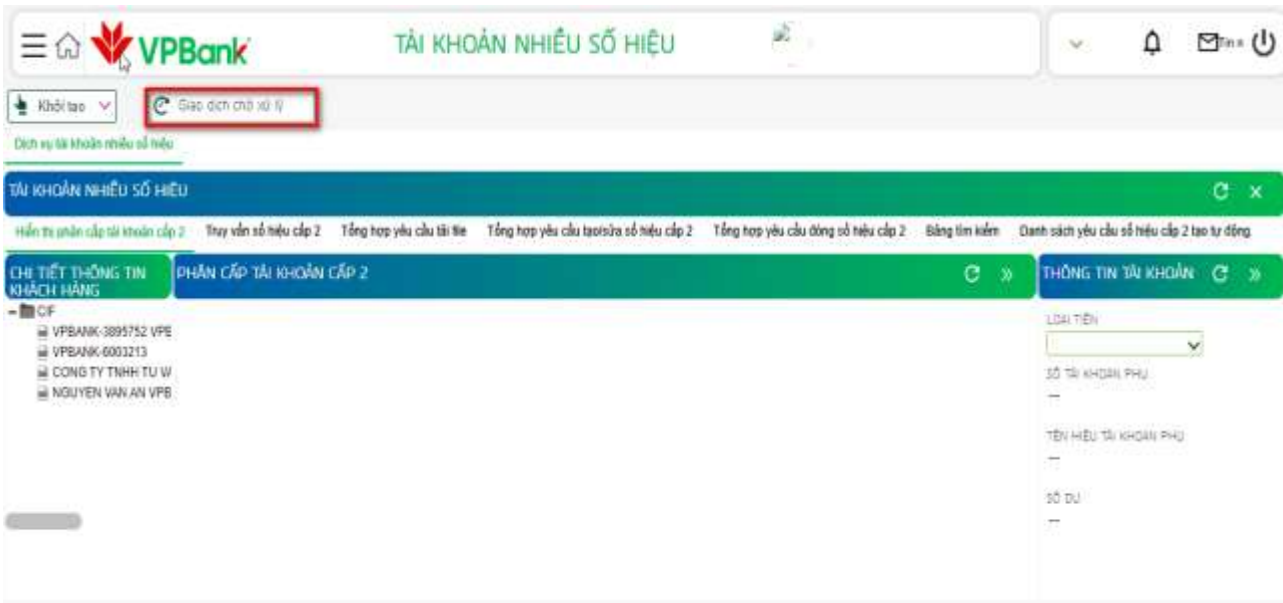 VPBank
TÀI KHOẢN NHIỀU SỐ HIỆU
Khởi tạo
Giao dịch chờ xử lý
Dịch vụ tài khoản nhiều số hiệu
TÀI KHOẢN NHIỀU SỐ HIỆU
Hiển thị phân cấp tài khoản cấp 2 Truy vấn số hiệu cấp 2 Tổng hợp yêu cầu tải file Tổng hợp yêu cầu tạo/sửa số hiệu cấp 2 Tổng hợp yêu cầu đóng số hiệu cấp 2 Bảng tìm kiếm Danh sách yêu cầu số hiệu cấp 2 tạo tự động
CHI TIẾT THÔNG TIN
KHÁCH HÀNG
PHÂN CẤP TÀI KHOẢN CẤP 2
THÔNG TIN TÀI KHOẢN
CIF
VPBANK-3895752 VPE
VPBANK-6003213
CONG TY TNHH TU W
NGUYEN VAN AN VPB
LOẠI TIỀN
SỐ TÀI KHOẢN PHỤ
---
TÊN HIỆU TÀI KHOẢN PHỤ
---
SỐ DƯ
---